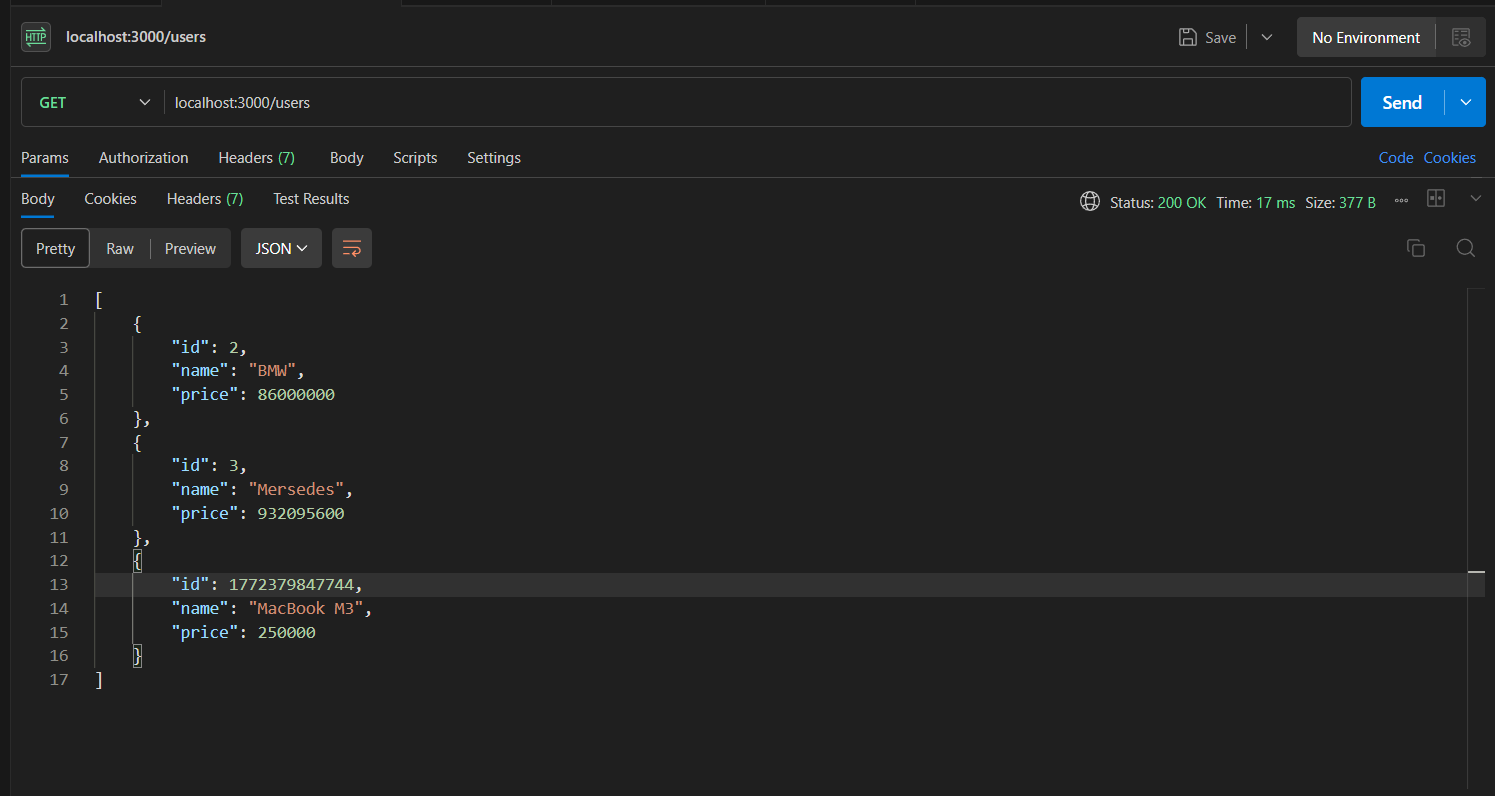 HTTP localhost:3000/users Save No Environment
GET localhost:3000/users Send
Params Authorization Headers (7) Body Scripts Settings Code Cookies
Body Cookies Headers (7) Test Results Status: 200 OK Time: 17 ms Size: 377 B
Pretty Raw Preview JSON
1 [
2 {
3 "id": 2,
4 "name": "BMW",
5 "price": 86000000
6 },
7 {
8 "id": 3,
9 "name": "Mersedes",
10 "price": 932095600
11 },
12 {
13 "id": 1772379847744,
14 "name": "MacBook M3",
15 "price": 250000
16 }
17 ]